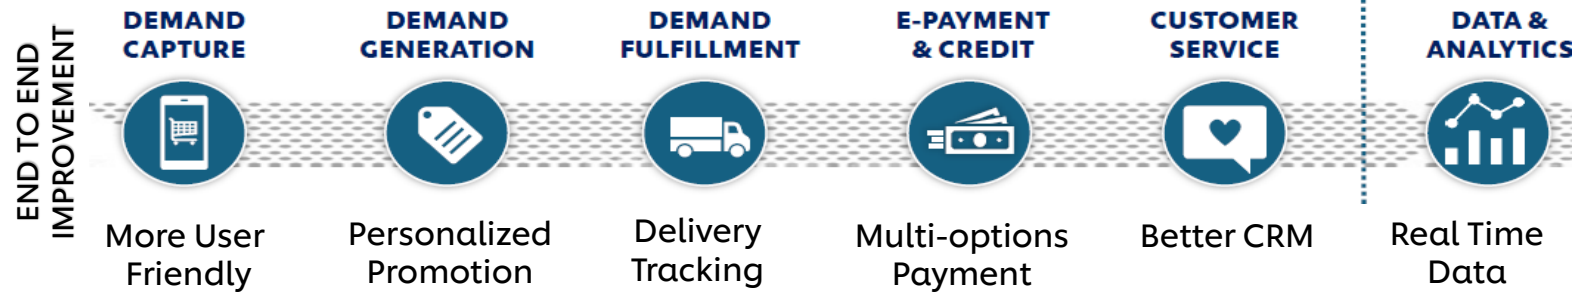 END TO END
IMPROVEMENT
DEMAND
CAPTURE
DEMAND
GENERATION
DEMAND
FULFILLMENT
E-PAYMENT
& CREDIT
CUSTOMER
SERVICE
DATA &
ANALYTICS
More User
Friendly
Personalized
Promotion
Delivery
Tracking
Multi-options
Payment
Better CRM
Real Time
Data